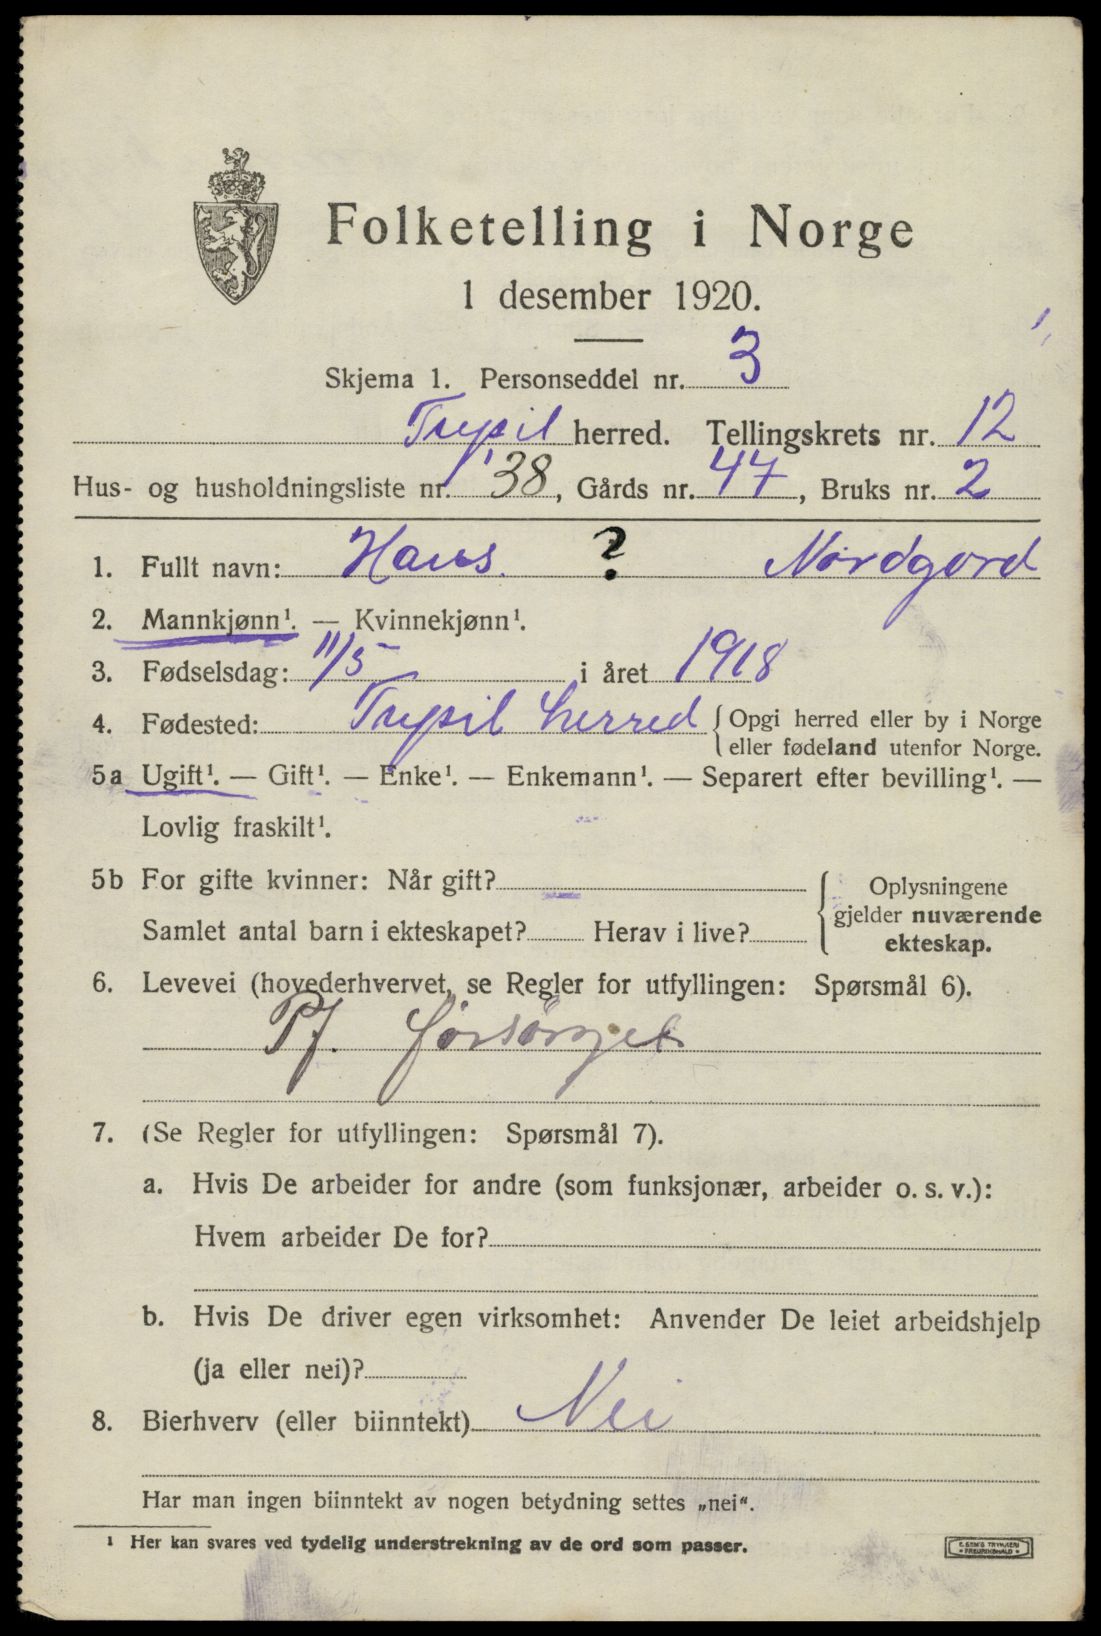 Folketelling i Norge
1 desember 1920.
Skjema 1. Personseddel nr. 3
Trysil herred. Tellingskrets nr. 12
Hus- og husholdningsliste nr. 38, Gårds nr. 47, Bruks nr. 2
1. Fullt navn: Hans. ? Nordgord
2. Mannkjønn¹. — Kvinnekjønn¹.
3. Fødselsdag: 11/5 i året 1918
4. Fødested: Trysil herred { Opgi herred eller by i Norge
eller fødeland utenfor Norge.
5a Ugift¹. — Gift¹. — Enke¹. — Enkemann¹. — Separert efter bevilling¹. —
Lovlig fraskilt¹.
5b For gifte kvinner: Når gift?
Samlet antal barn i ekteskapet? Herav i live?
Oplysningene
gjelder nuværende
ekteskap.
6. Levevei (hovederhvervet, se Regler for utfyllingen: Spørsmål 6).
Pf. forsørget
7. (Se Regler for utfyllingen: Spørsmål 7).
a. Hvis De arbeider for andre (som funksjonær, arbeider o. s. v.):
Hvem arbeider De for?
b. Hvis De driver egen virksomhet: Anvender De leiet arbeidshjelp
(ja eller nei)?
8. Bierhverv (eller biinntekt) Nei
Har man ingen biinntekt av nogen betydning settes „nei“.
¹ Her kan svares ved tydelig understrekning av de ord som passer.
E. SEM'S TRYKKERI
FREDRIKSHALD